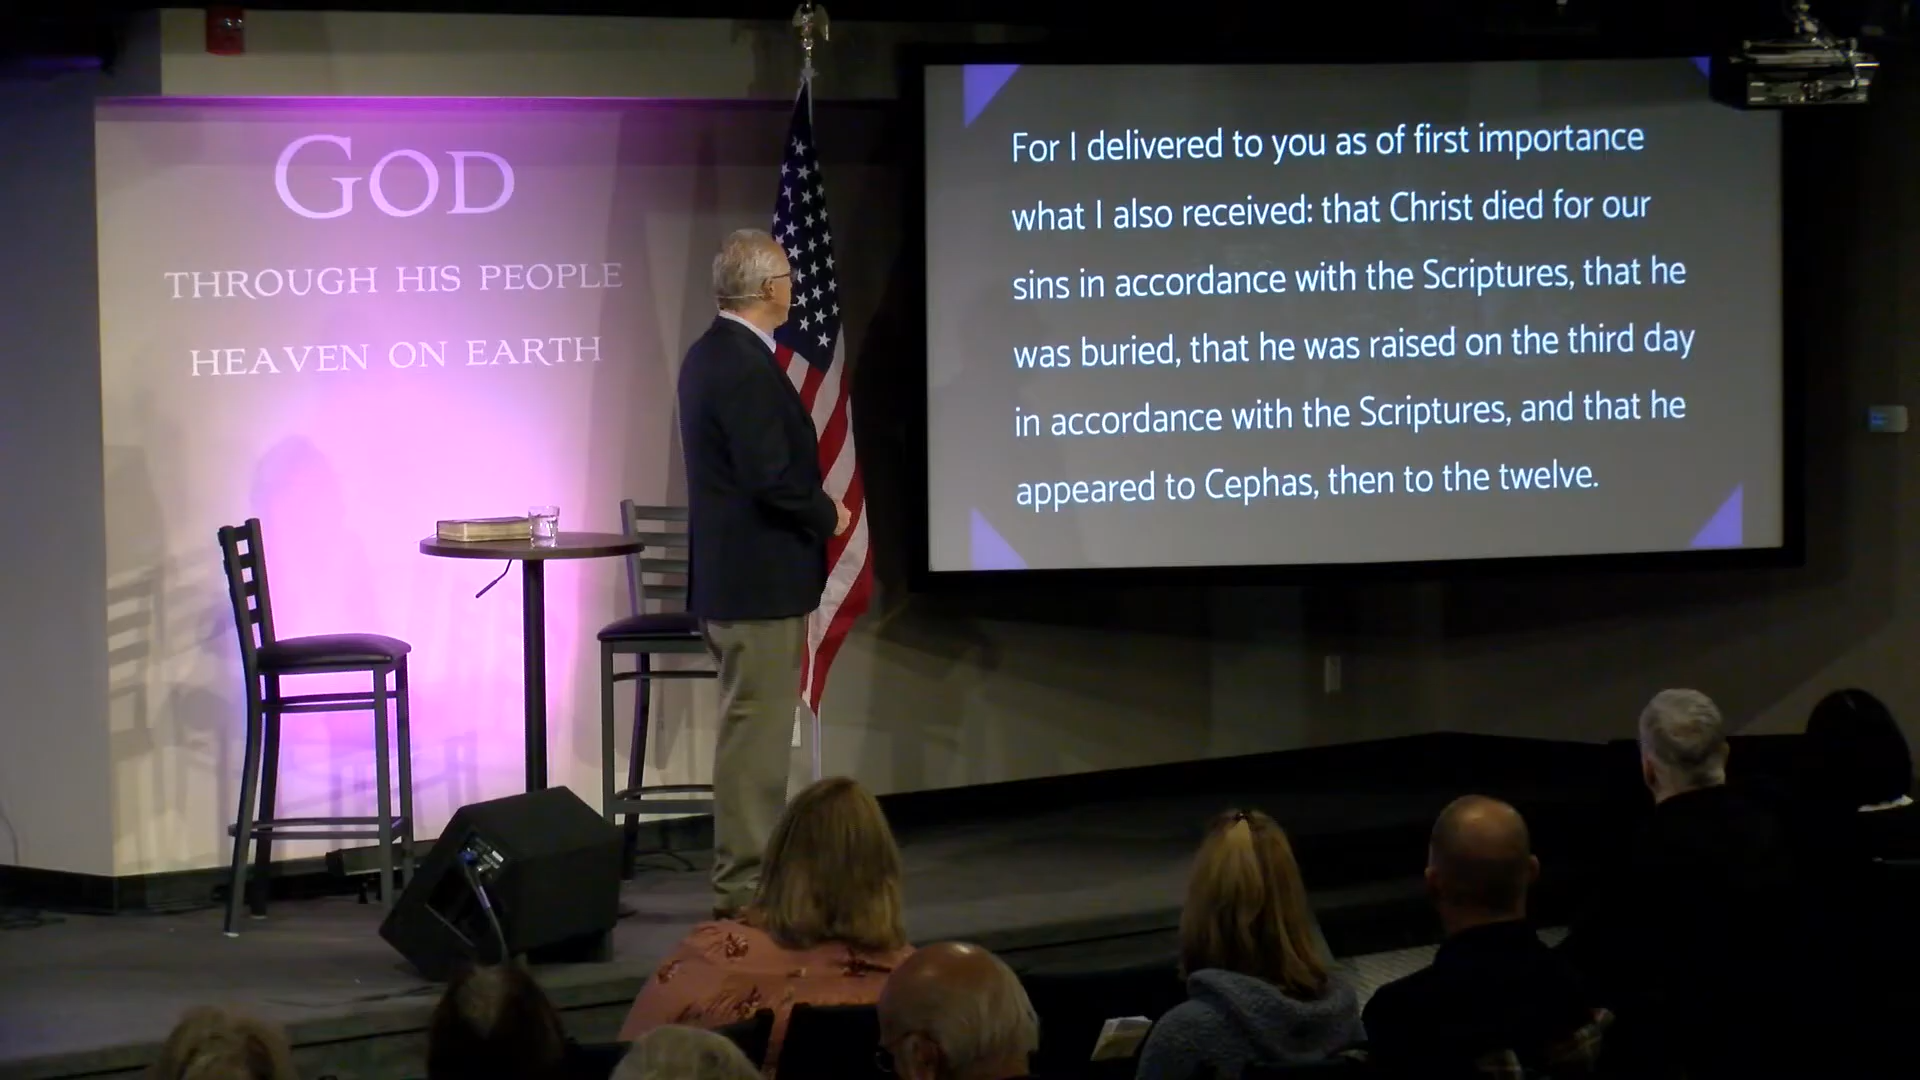 GOD
THROUGH HIS PEOPLE
HEAVEN ON EARTH
For I delivered to you as of first importance
what I also received: that Christ died for our
sins in accordance with the Scriptures, that he
was buried, that he was raised on the third day
in accordance with the Scriptures, and that he
appeared to Cephas, then to the twelve.